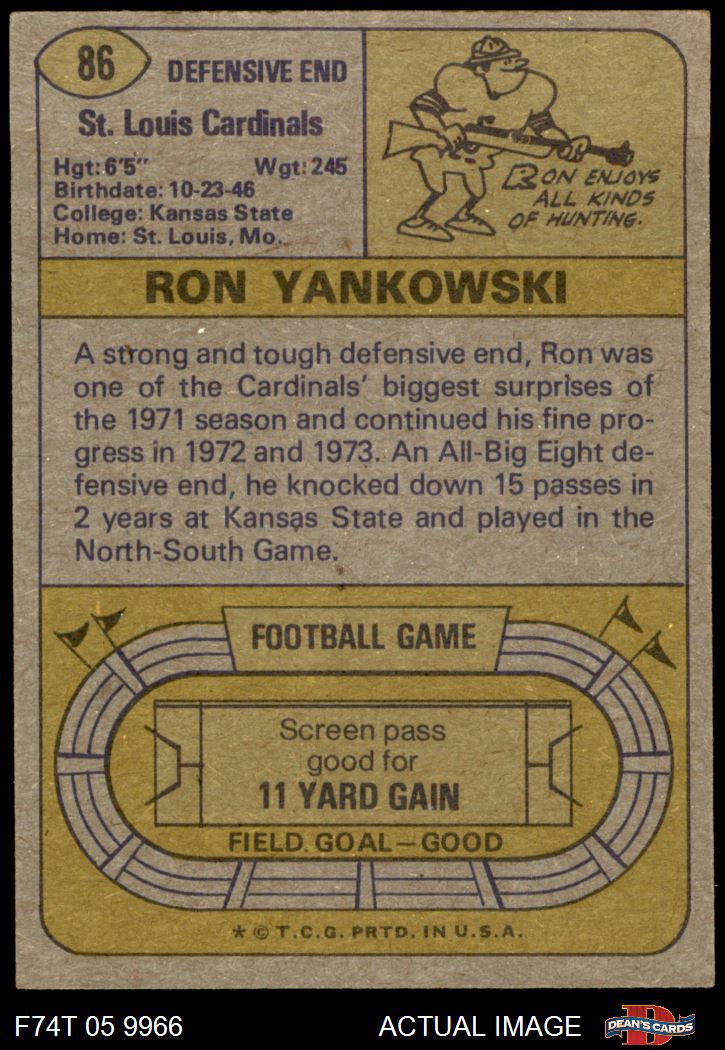 86
DEFENSIVE END
St. Louis Cardinals
Hgt: 6'5" Wgt: 245
Birthdate: 10-23-46
College: Kansas State
Home: St. Louis, Mo.
RON ENJOYS
ALL KINDS
OF HUNTING.
RON YANKOWSKI
A strong and tough defensive end, Ron was
one of the Cardinals' biggest surprises of
the 1971 season and continued his fine pro-
gress in 1972 and 1973. An All-Big Eight de-
fensive end, he knocked down 15 passes in
2 years at Kansas State and played in the
North-South Game.
FOOTBALL GAME
Screen pass
good for
11 YARD GAIN
FIELD GOAL—GOOD
* © T.C.G. PRTD. IN U.S.A.
F74T 05 9966 ACTUAL IMAGE
D
DEAN'S CARDS